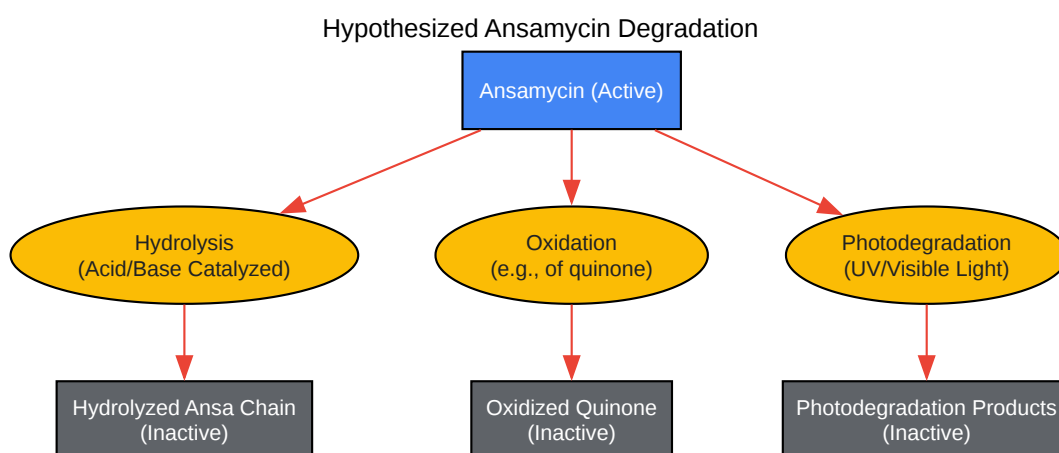 Hypothesized Ansamycin Degradation
Ansamycin (Active)
Hydrolysis
(Acid/Base Catalyzed)
Oxidation
(e.g., of quinone)
Photodegradation
(UV/Visible Light)
Hydrolyzed Ansa Chain
(Inactive)
Oxidized Quinone
(Inactive)
Photodegradation Products
(Inactive)